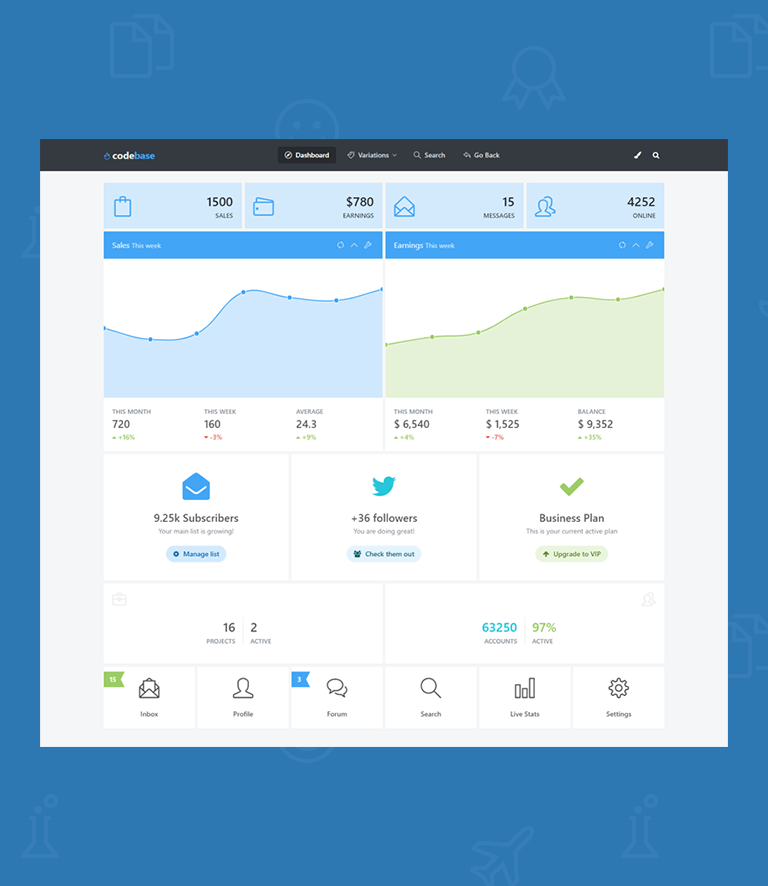 codebase Dashboard Variations Search Go Back
1500 $780 15 4252
SALES EARNINGS MESSAGES ONLINE
Sales This week Earnings This week
THIS MONTH THIS WEEK AVERAGE THIS MONTH THIS WEEK BALANCE
720 160 24.3 $ 6,540 $ 1,525 $ 9,352
+16% -3% +9% +4% -7% +35%
9.25k Subscribers +36 followers Business Plan
Your main list is growing! You are doing great! This is your current active plan
Manage list Check them out Upgrade to VIP
16 2 63250 97%
PROJECTS ACTIVE ACCOUNTS ACTIVE
15 3
Inbox Profile Forum Search Live Stats Settings